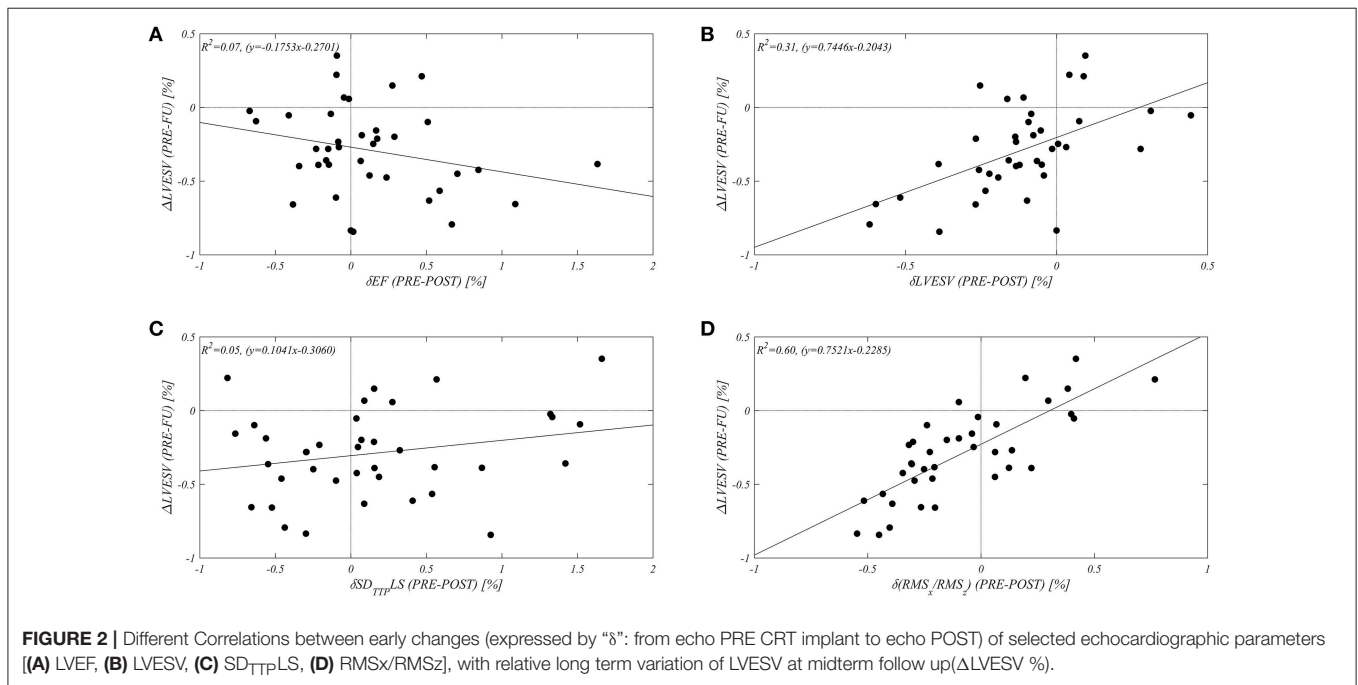 A
R²=0.07, (y=-0.1753x-0.2701)
0.5
0
-0.5
-1
ΔLVESV (PRE-FU) [%]
-1 -0.5 0 0.5 1 1.5 2
δEF (PRE-POST) [%]
B
R²=0.31, (y=0.7446x-0.2043)
0.5
0
-0.5
-1
ΔLVESV (PRE-FU) [%]
-1 -0.5 0 0.5
δLVESV (PRE-POST) [%]
C
R²=0.05, (y=0.1041x-0.3060)
0.5
0
-0.5
-1
ΔLVESV (PRE-FU) [%]
-1 -0.5 0 0.5 1 1.5 2
δSD_TTP LS (PRE-POST) [%]
D
R²=0.60, (y=0.7521x-0.2285)
0.5
0
-0.5
-1
ΔLVESV (PRE-FU) [%]
-1 -0.5 0 0.5 1
δ(RMS_x/RMS_z) (PRE-POST) [%]
FIGURE 2 | Different Correlations between early changes (expressed by “δ”: from echo PRE CRT implant to echo POST) of selected echocardiographic parameters
[(A) LVEF, (B) LVESV, (C) SD_TTP LS, (D) RMSx/RMSz], with relative long term variation of LVESV at midterm follow up(ΔLVESV %).